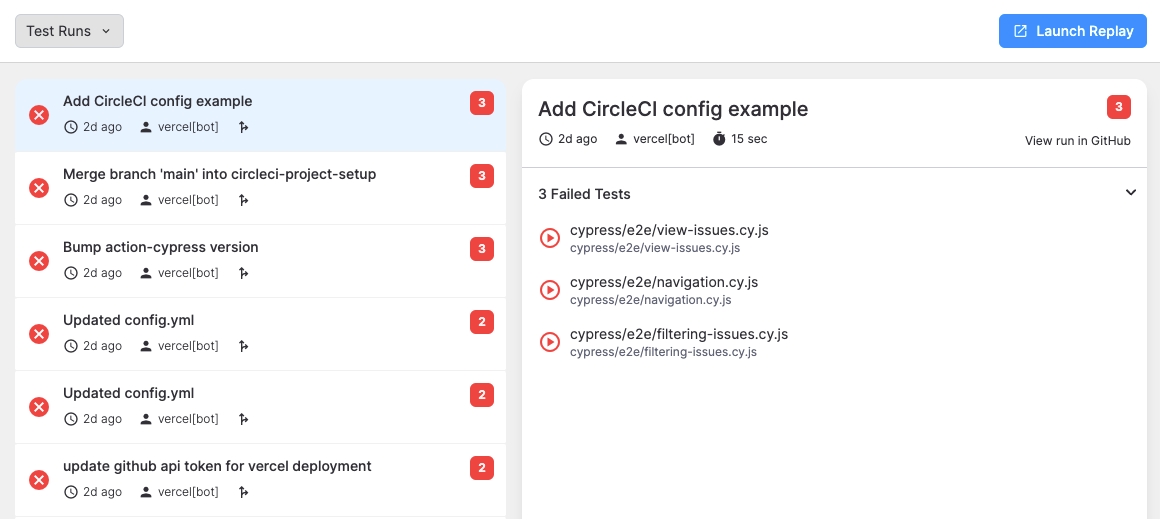 Test Runs
Launch Replay
Add CircleCI config example
3
2d ago
vercel[bot]
Merge branch 'main' into circleci-project-setup
3
2d ago
vercel[bot]
Bump action-cypress version
3
2d ago
vercel[bot]
Updated config.yml
2
2d ago
vercel[bot]
Updated config.yml
2
2d ago
vercel[bot]
update github api token for vercel deployment
2
2d ago
vercel[bot]
Add CircleCI config example
3
2d ago
vercel[bot]
15 sec
View run in GitHub
3 Failed Tests
cypress/e2e/view-issues.cy.js
cypress/e2e/view-issues.cy.js
cypress/e2e/navigation.cy.js
cypress/e2e/navigation.cy.js
cypress/e2e/filtering-issues.cy.js
cypress/e2e/filtering-issues.cy.js